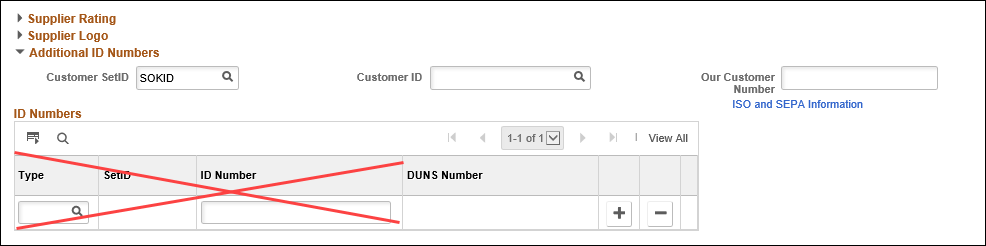 Supplier Rating
Supplier Logo
Additional ID Numbers
Customer SetID SOKID Customer ID Our Customer Number
ISO and SEPA Information
ID Numbers
1-1 of 1 View All
Type SetID ID Number DUNS Number